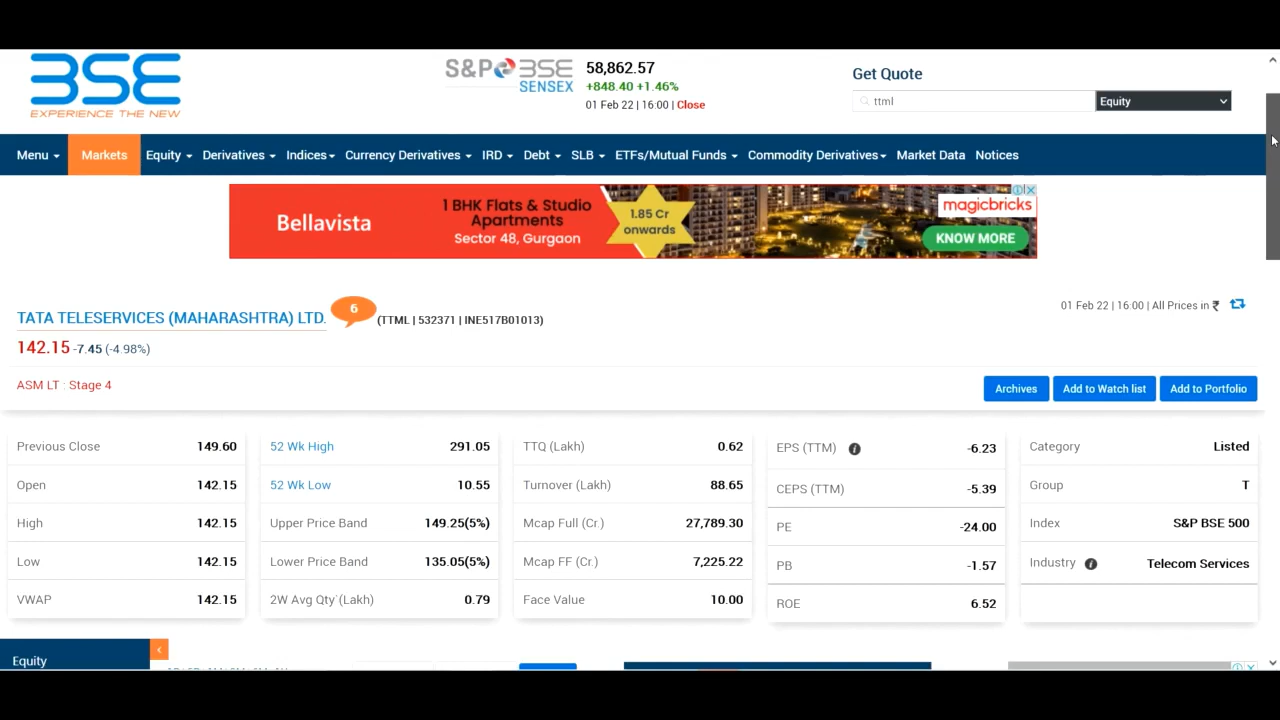 BSE
EXPERIENCE THE NEW
S&P BSE
SENSEX
58,862.57
+848.40 +1.46%
01 Feb 22 | 16:00 | Close
Get Quote
ttml
Equity
Menu Markets Equity Derivatives Indices Currency Derivatives IRD Debt SLB ETFs/Mutual Funds Commodity Derivatives Market Data Notices
Bellavista
1 BHK Flats & Studio
Apartments
Sector 48, Gurgaon
1.85 Cr
onwards
magicbricks
KNOW MORE
TATA TELESERVICES (MAHARASHTRA) LTD. 6 (TTML | 532371 | INE517B01013)
01 Feb 22 | 16:00 | All Prices in ₹
142.15 -7.45 (-4.98%)
ASM LT : Stage 4
Archives Add to Watch list Add to Portfolio
Previous Close 149.60
Open 142.15
High 142.15
Low 142.15
VWAP 142.15
52 Wk High 291.05
52 Wk Low 10.55
Upper Price Band 149.25(5%)
Lower Price Band 135.05(5%)
2W Avg Qty (Lakh) 0.79
TTQ (Lakh) 0.62
Turnover (Lakh) 88.65
Mcap Full (Cr.) 27,789.30
Mcap FF (Cr.) 7,225.22
Face Value 10.00
EPS (TTM) -6.23
CEPS (TTM) -5.39
PE -24.00
PB -1.57
ROE 6.52
Category Listed
Group T
Index S&P BSE 500
Industry Telecom Services
Equity